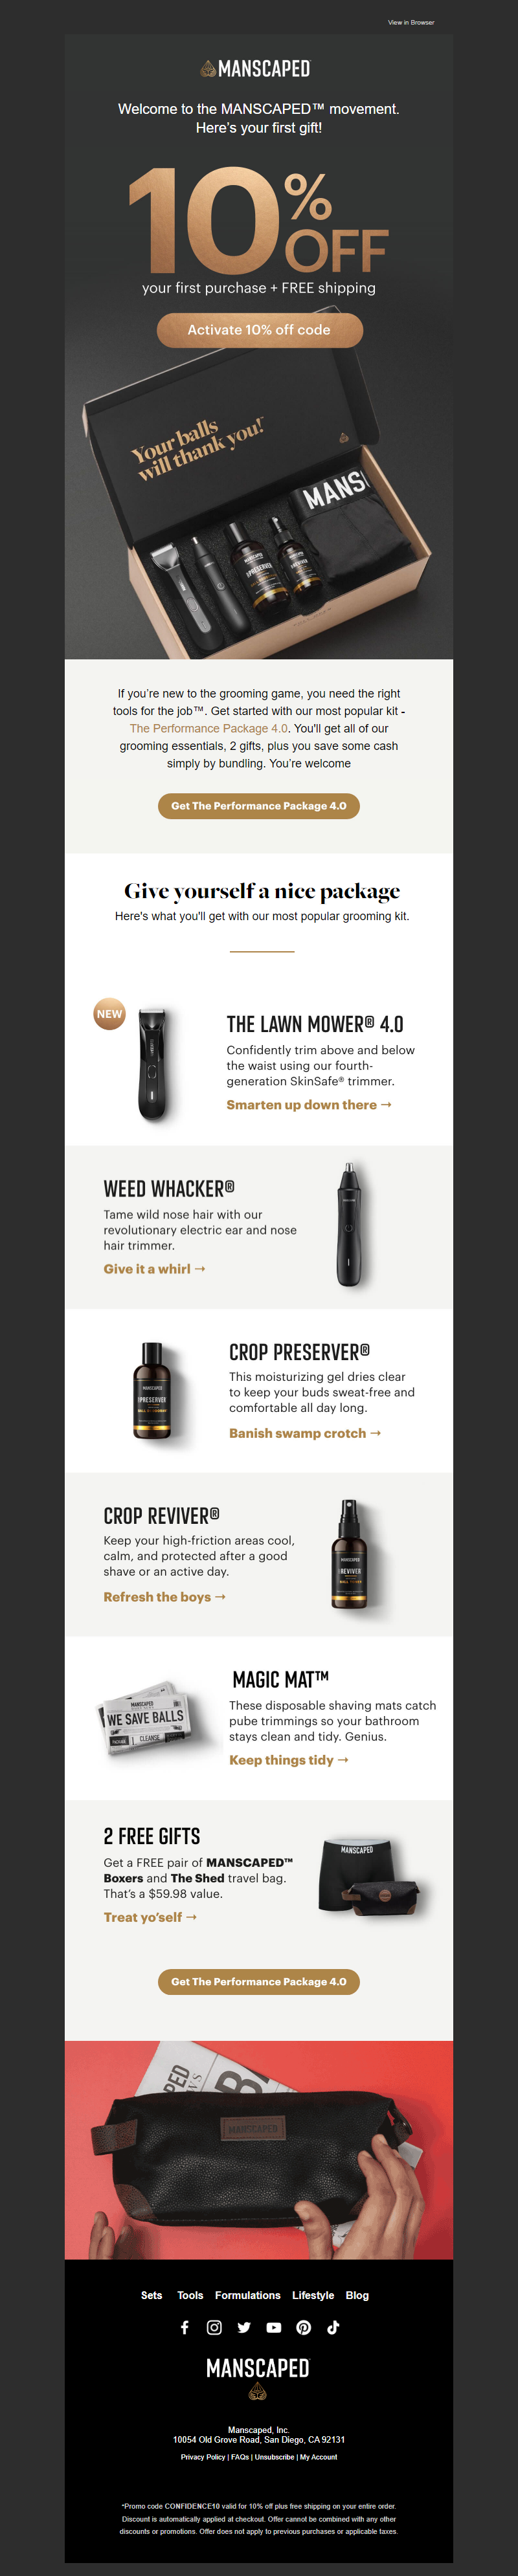 View in Browser
MANSCAPED
Welcome to the MANSCAPED™ movement.
Here's your first gift!
10%
OFF
your first purchase + FREE shipping
Activate 10% off code
Your balls
will thank you!™
MANS
MANSCAPED
PRESERVER
MANSCAPED
REVIVER
If you're new to the grooming game, you need the right
tools for the job™. Get started with our most popular kit -
The Performance Package 4.0. You'll get all of our
grooming essentials, 2 gifts, plus you save some cash
simply by bundling. You're welcome
Get The Performance Package 4.0
Give yourself a nice package
Here's what you'll get with our most popular grooming kit.
NEW
THE LAWN MOWER® 4.0
Confidently trim above and below
the waist using our fourth-
generation SkinSafe® trimmer.
Smarten up down there →
WEED WHACKER®
Tame wild nose hair with our
revolutionary electric ear and nose
hair trimmer.
Give it a whirl →
CROP PRESERVER®
This moisturizing gel dries clear
to keep your buds sweat-free and
comfortable all day long.
Banish swamp crotch →
MANSCAPED
PRESERVER
CROP REVIVER®
Keep your high-friction areas cool,
calm, and protected after a good
shave or an active day.
Refresh the boys →
MANSCAPED
REVIVER
MAGIC MAT™
These disposable shaving mats catch
pube trimmings so your bathroom
stays clean and tidy. Genius.
Keep things tidy →
MANSCAPED
WE SAVE BALLS
CLEANSE
2 FREE GIFTS
Get a FREE pair of MANSCAPED™
Boxers and The Shed travel bag.
That's a $59.98 value.
Treat yo'self →
MANSCAPED
Get The Performance Package 4.0
MANSCAPED
Sets Tools Formulations Lifestyle Blog
MANSCAPED
Manscaped, Inc.
10054 Old Grove Road, San Diego, CA 92131
Privacy Policy | FAQs | Unsubscribe | My Account
*Promo code CONFIDENCE10 valid for 10% off plus free shipping on your entire order.
Discount is automatically applied at checkout. Offer cannot be combined with any other
discounts or promotions. Offer does not apply to previous purchases or applicable taxes.